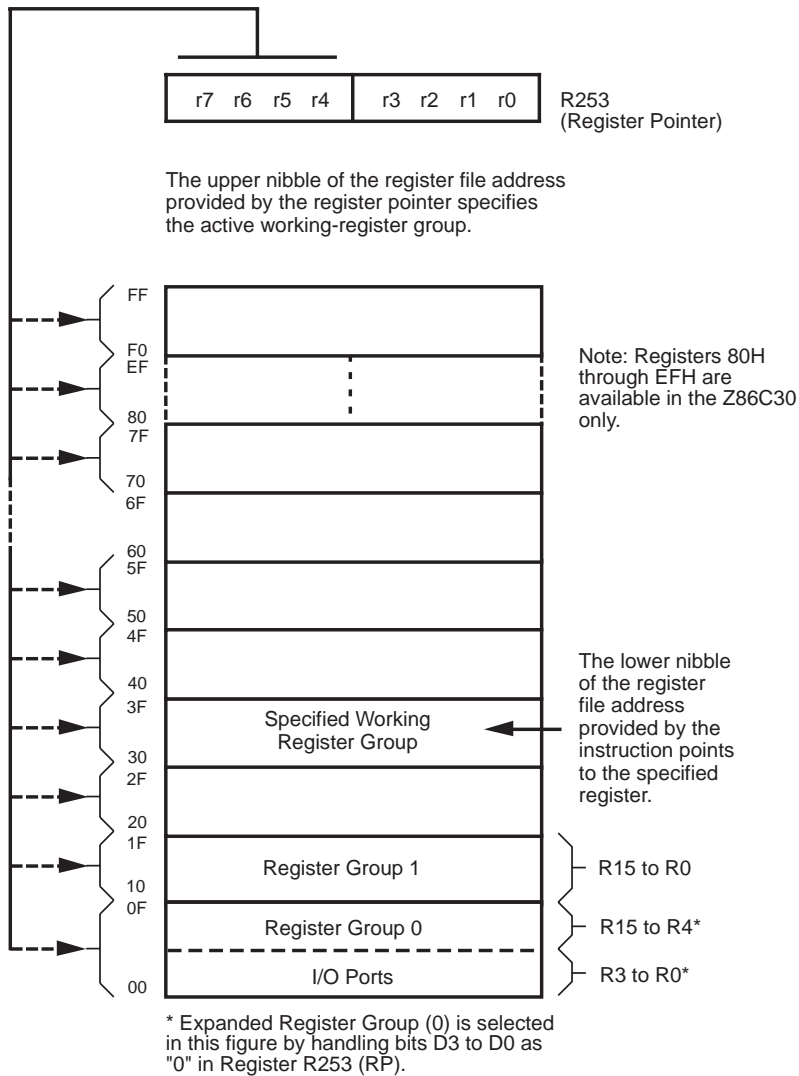 r7 r6 r5 r4 r3 r2 r1 r0
R253
(Register Pointer)
The upper nibble of the register file address
provided by the register pointer specifies
the active working-register group.
FF
F0
EF
80
7F
70
6F
60
5F
50
4F
40
3F
30
2F
20
1F
10
0F
00
Note: Registers 80H
through EFH are
available in the Z86C30
only.
Specified Working
Register Group
The lower nibble
of the register
file address
provided by the
instruction points
to the specified
register.
Register Group 1
R15 to R0
Register Group 0
R15 to R4*
I/O Ports
R3 to R0*
* Expanded Register Group (0) is selected
in this figure by handling bits D3 to D0 as
"0" in Register R253 (RP).